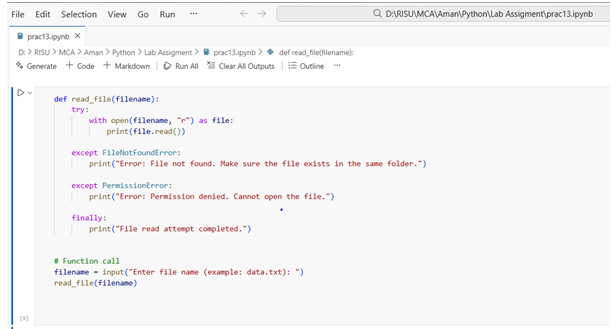 File Edit Selection View Go Run ··· D:\RISU\MCA\Aman\Python\Lab Assigment\prac13.ipynb
prac13.ipynb
D: > RISU > MCA > Aman > Python > Lab Assigment > prac13.ipynb > def read_file(filename):
Generate + Code + Markdown Run All Clear All Outputs Outline ···
def read_file(filename):
try:
with open(filename, "r") as file:
print(file.read())
except FileNotFoundError:
print("Error: File not found. Make sure the file exists in the same folder.")
except PermissionError:
print("Error: Permission denied. Cannot open the file.")
finally:
print("File read attempt completed.")
# Function call
filename = input("Enter file name (example: data.txt): ")
read_file(filename)
[9]